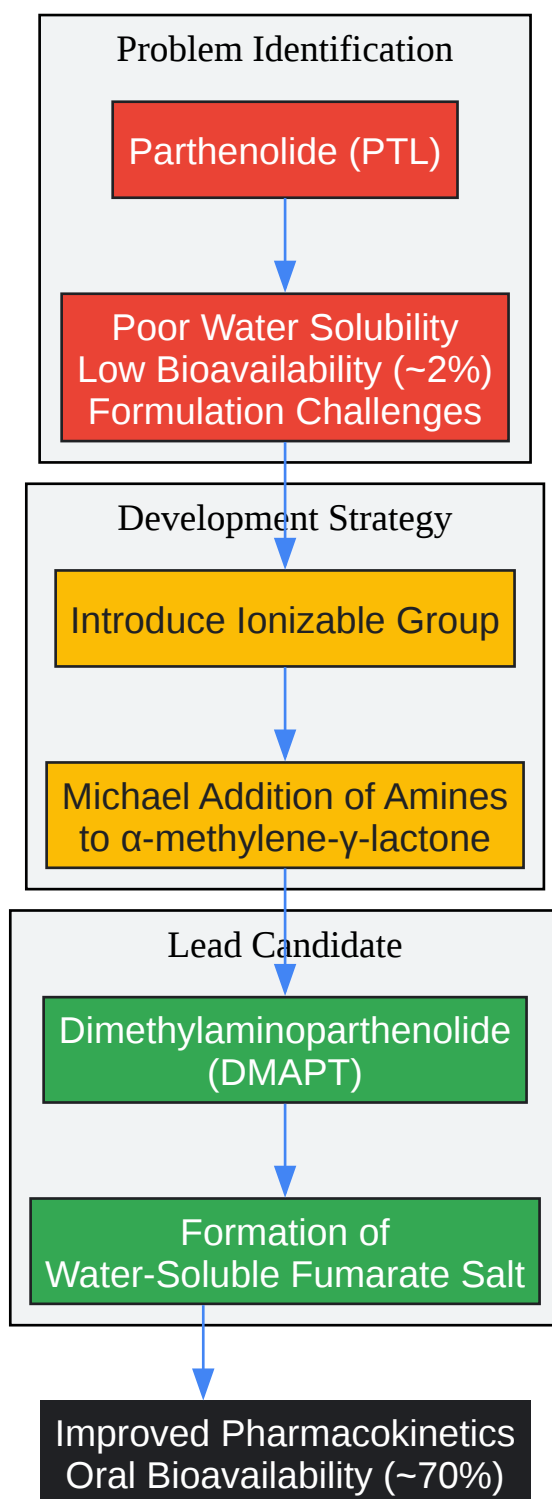 Problem Identification
Parthenolide (PTL)
Poor Water Solubility
Low Bioavailability (~2%)
Formulation Challenges
Development Strategy
Introduce Ionizable Group
Michael Addition of Amines
to α-methylene-γ-lactone
Lead Candidate
Dimethylaminoparthenolide
(DMAPT)
Formation of
Water-Soluble Fumarate Salt
Improved Pharmacokinetics
Oral Bioavailability (~70%)